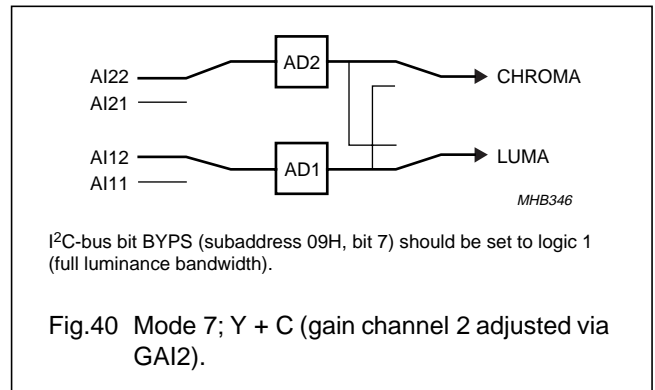 AI22
AI21
AD2
CHROMA
AI12
AI11
AD1
LUMA
MHB346
I²C-bus bit BYPS (subaddress 09H, bit 7) should be set to logic 1
(full luminance bandwidth).
Fig.40 Mode 7; Y + C (gain channel 2 adjusted via
GAI2).